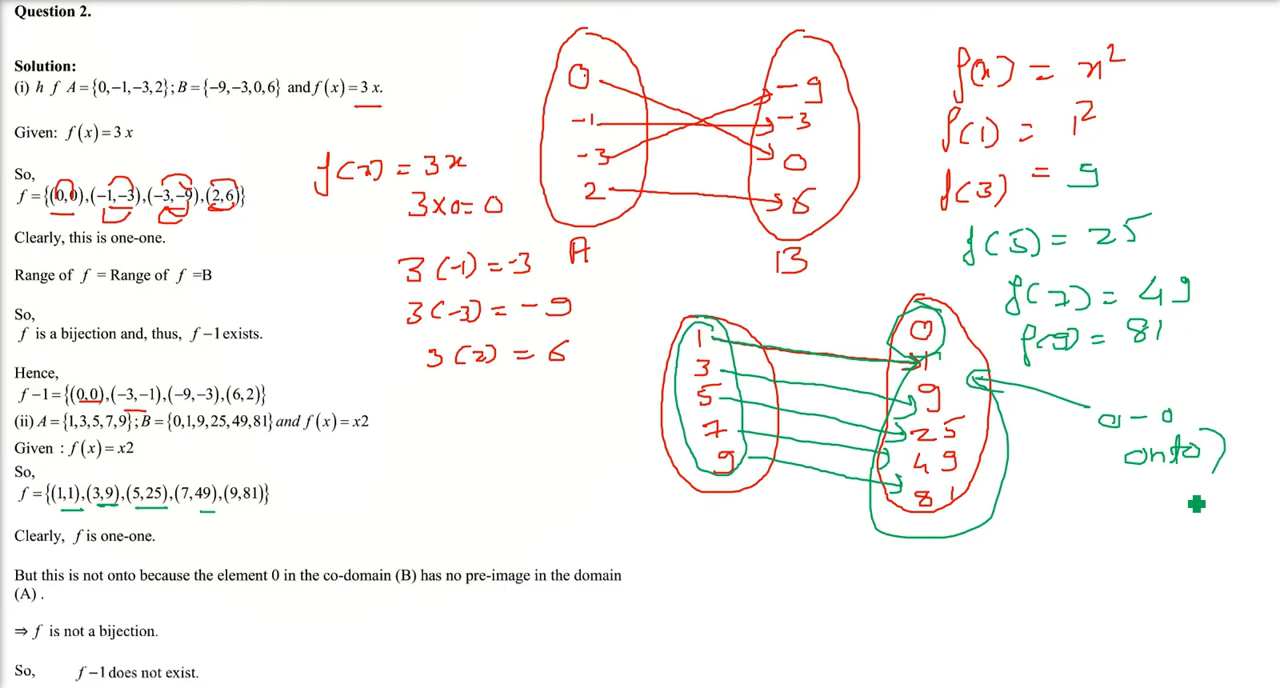 Question 2.
Solution:
(i) h f A={0,−1,−3,2};B={−9,−3,0,6} and f(x)=3x.
Given: f(x)=3x
So,
f={(0,0),(−1,−3),(−3,−9),(2,6)}
Clearly, this is one-one.
Range of f = Range of f =B
So,
f is a bijection and, thus, f−1exists.
Hence,
f−1={(0,0),(−3,−1),(−9,−3),(6,2)}
(ii) A={1,3,5,7,9};B={0,1,9,25,49,81}and f(x)=x2
Given : f(x)=x2
So,
f={(1,1),(3,9),(5,25),(7,49),(9,81)}
Clearly, f is one-one.
But this is not onto because the element 0 in the co-domain (B) has no pre-image in the domain
(A) .
⇒ f is not a bijection.
So, f−1does not exist.
f(x) = 3x
3×0=0
3(-1)=-3
3(-3)=-9
3(2)=6
0
-1
-3
2
A
-9
-3
0
6
B
f(x) = x²
f(1) = 1²
f(3) = 9
f(5) = 25
f(7) = 49
f(9) = 81
1
3
5
7
9
0
1
9
25
49
81
o-o
onto)